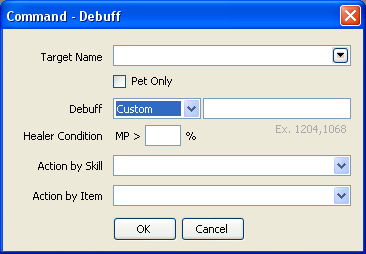 Command - Debuff
Target Name
Pet Only
Debuff Custom
Healer Condition MP > % Ex. 1204,1068
Action by Skill
Action by Item
OK Cancel